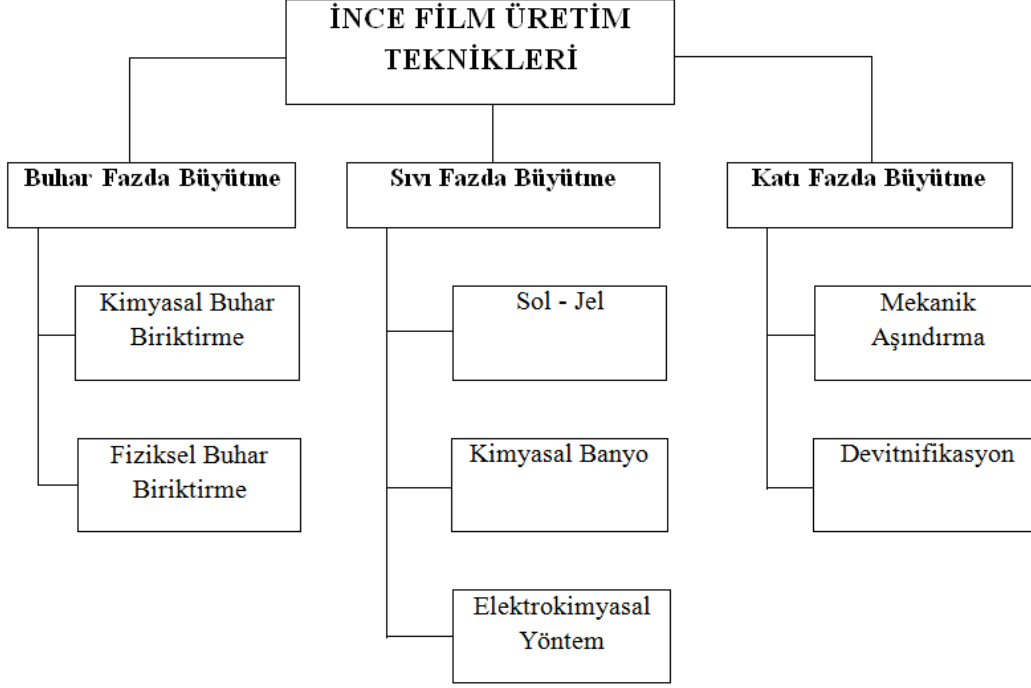 İNCE FİLM ÜRETİM
TEKNİKLERİ
Buhar Fazda Büyütme
Sıvı Fazda Büyütme
Katı Fazda Büyütme
Kimyasal Buhar
Biriktirme
Sol - Jel
Mekanik
Aşındırma
Fiziksel Buhar
Biriktirme
Kimyasal Banyo
Devitnifikasyon
Elektrokimyasal
Yöntem